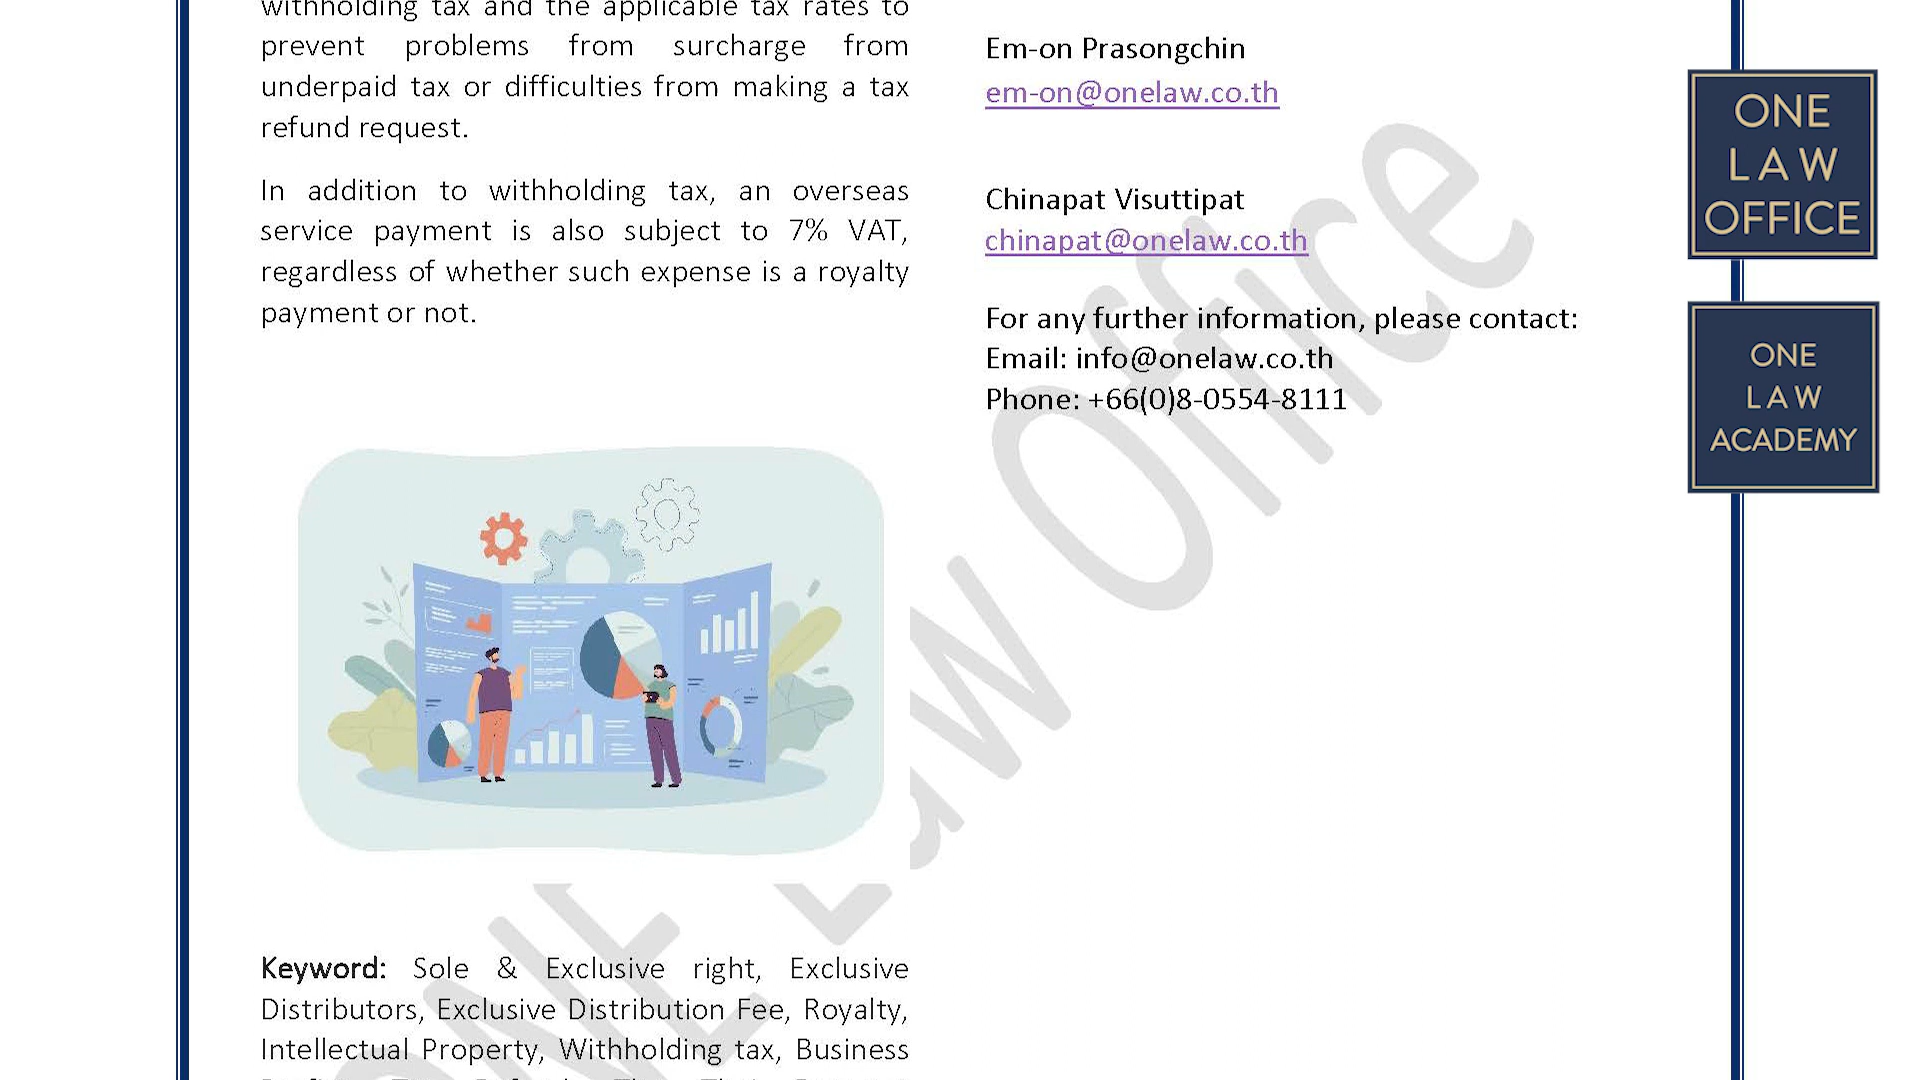 withholding tax and the applicable tax rates to
prevent problems from surcharge from
underpaid tax or difficulties from making a tax
refund request.
In addition to withholding tax, an overseas
service payment is also subject to 7% VAT,
regardless of whether such expense is a royalty
payment or not.
Keyword: Sole & Exclusive right, Exclusive
Distributors, Exclusive Distribution Fee, Royalty,
Intellectual Property, Withholding tax, Business
Em-on Prasongchin
em-on@onelaw.co.th
Chinapat Visuttipat
chinapat@onelaw.co.th
For any further information, please contact:
Email: info@onelaw.co.th
Phone: +66(0)8-0554-8111
ONE Law Office
ONE
LAW
OFFICE
ONE
LAW
ACADEMY